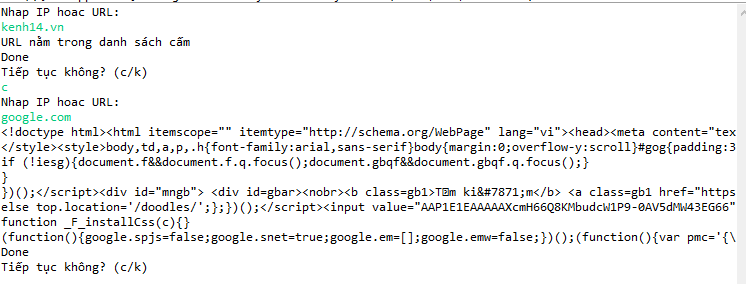 Nhap IP hoac URL:
kenh14.vn
URL nằm trong danh sách cấm
Done
Tiếp tục không? (c/k)
c
Nhap IP hoac URL:
google.com
<!doctype html><html itemscope="" itemtype="http://schema.org/WebPage" lang="vi"><head><meta content="tex
</style><style>body,td,a,p,.h{font-family:arial,sans-serif}body{margin:0;overflow-y:scroll}#gog{padding:3
if (!iesg){document.f&&document.f.q.focus();document.gbqf&&document.gbqf.q.focus();}
}
})();</script><div id="mngb"> <div id=gbar><nobr><b class=gb1>T�m ki&#7871;m</b> <a class=gb1 href="https
else top.location='/doodles/';};})();</script><input value="AAP1E1EAAAAAXcmH66Q8KMbudcW1P9-0AV5dMW43EG66"
function _F_installCss(c){}
(function(){google.spjs=false;google.snet=true;google.em=[];google.emw=false;})();(function(){var pmc='{\
Done
Tiếp tục không? (c/k)